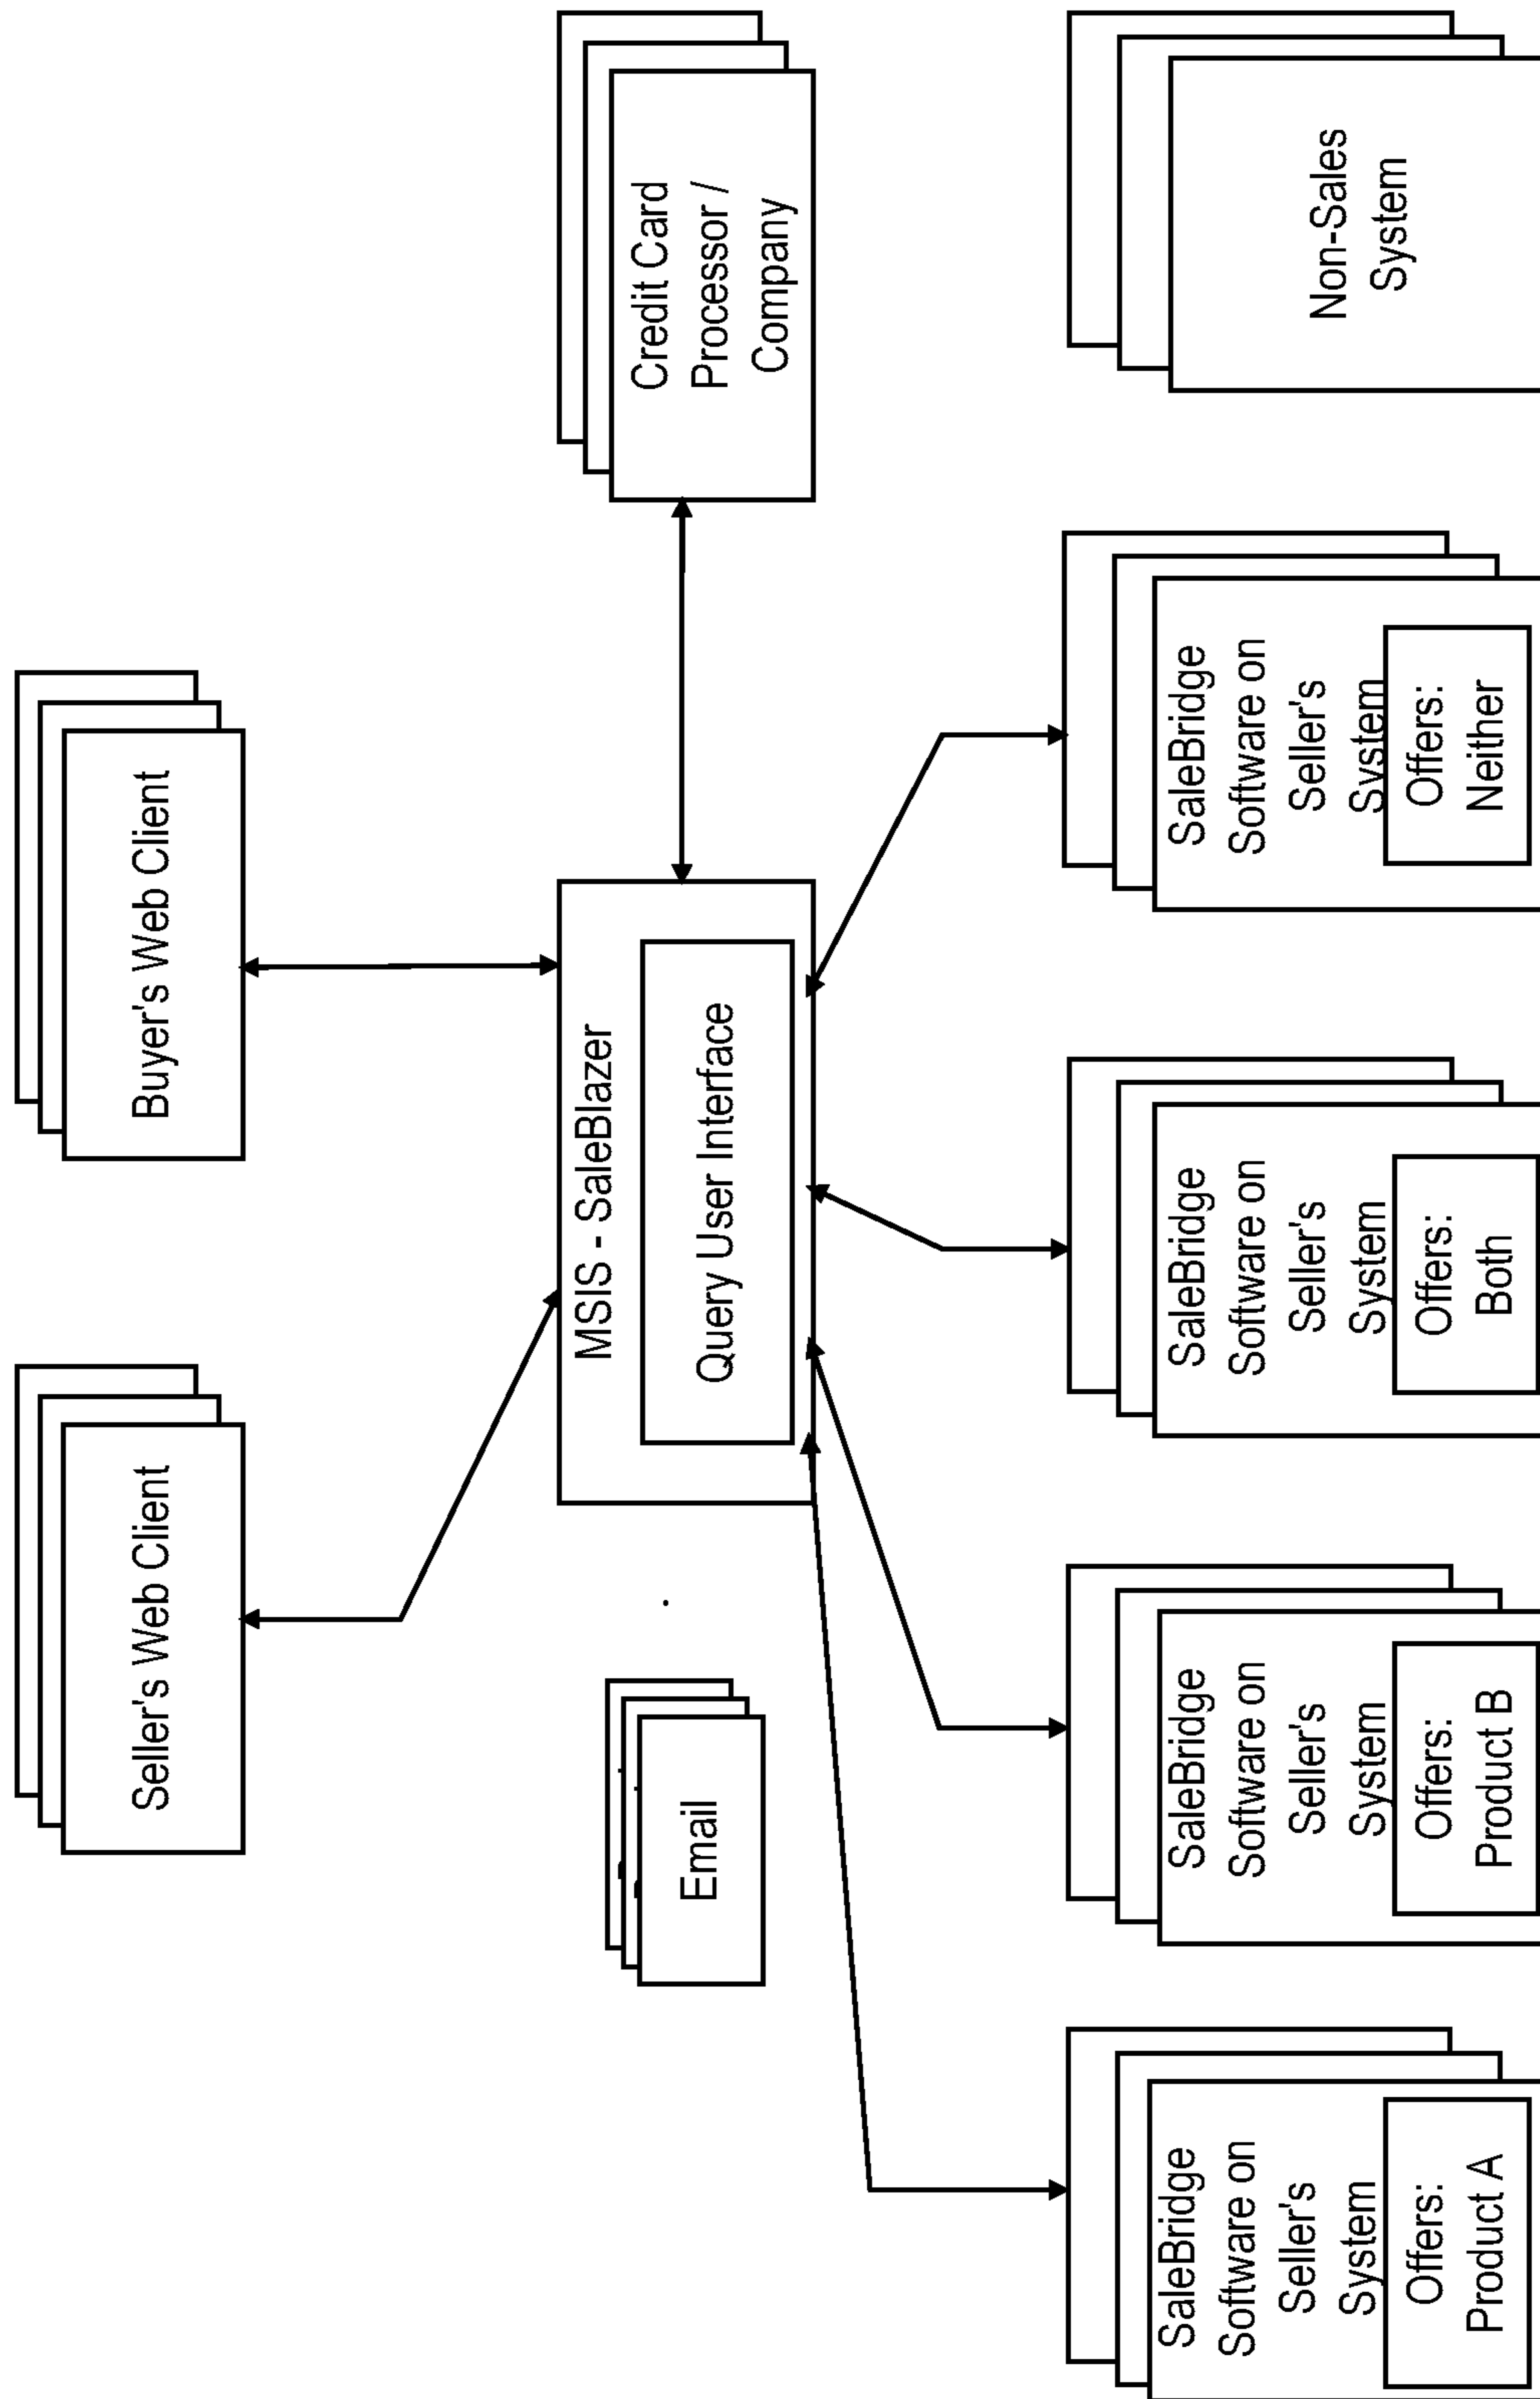 Seller's Web Client
Buyer's Web Client
Email
MSIS - SaleBlazer
Query User Interface
Credit Card
Processor /
Company
SaleBridge
Software on
Seller's
System
Offers:
Product A
SaleBridge
Software on
Seller's
System
Offers:
Product B
SaleBridge
Software on
Seller's
System
Offers:
Both
SaleBridge
Software on
Seller's
System
Offers:
Neither
Non-Sales
System